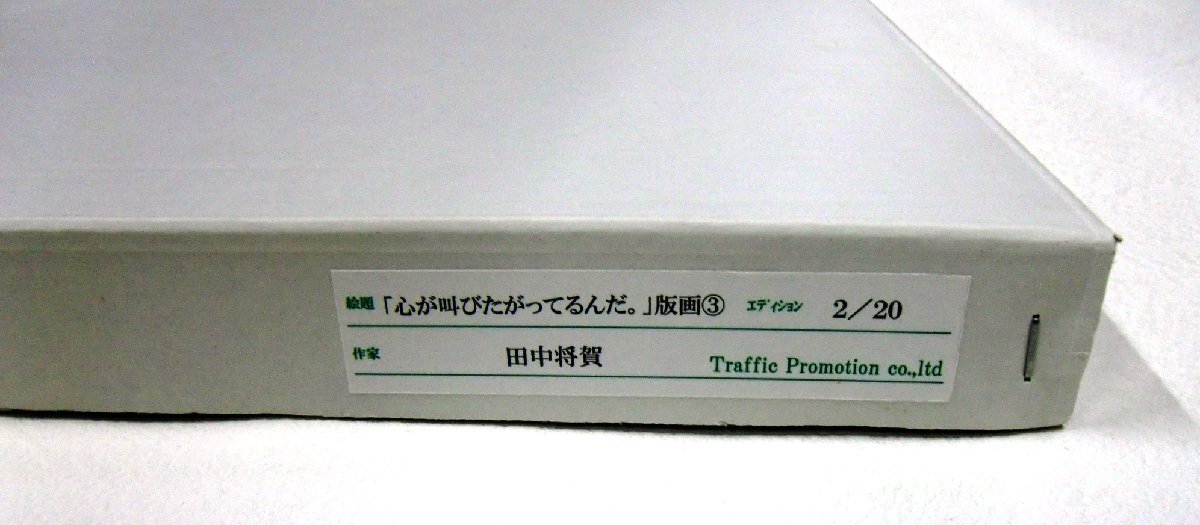 絵題 「心が叫びたがってるんだ。」版画③ エディション 2/20
作家 田中将賀 Traffic Promotion co.,ltd